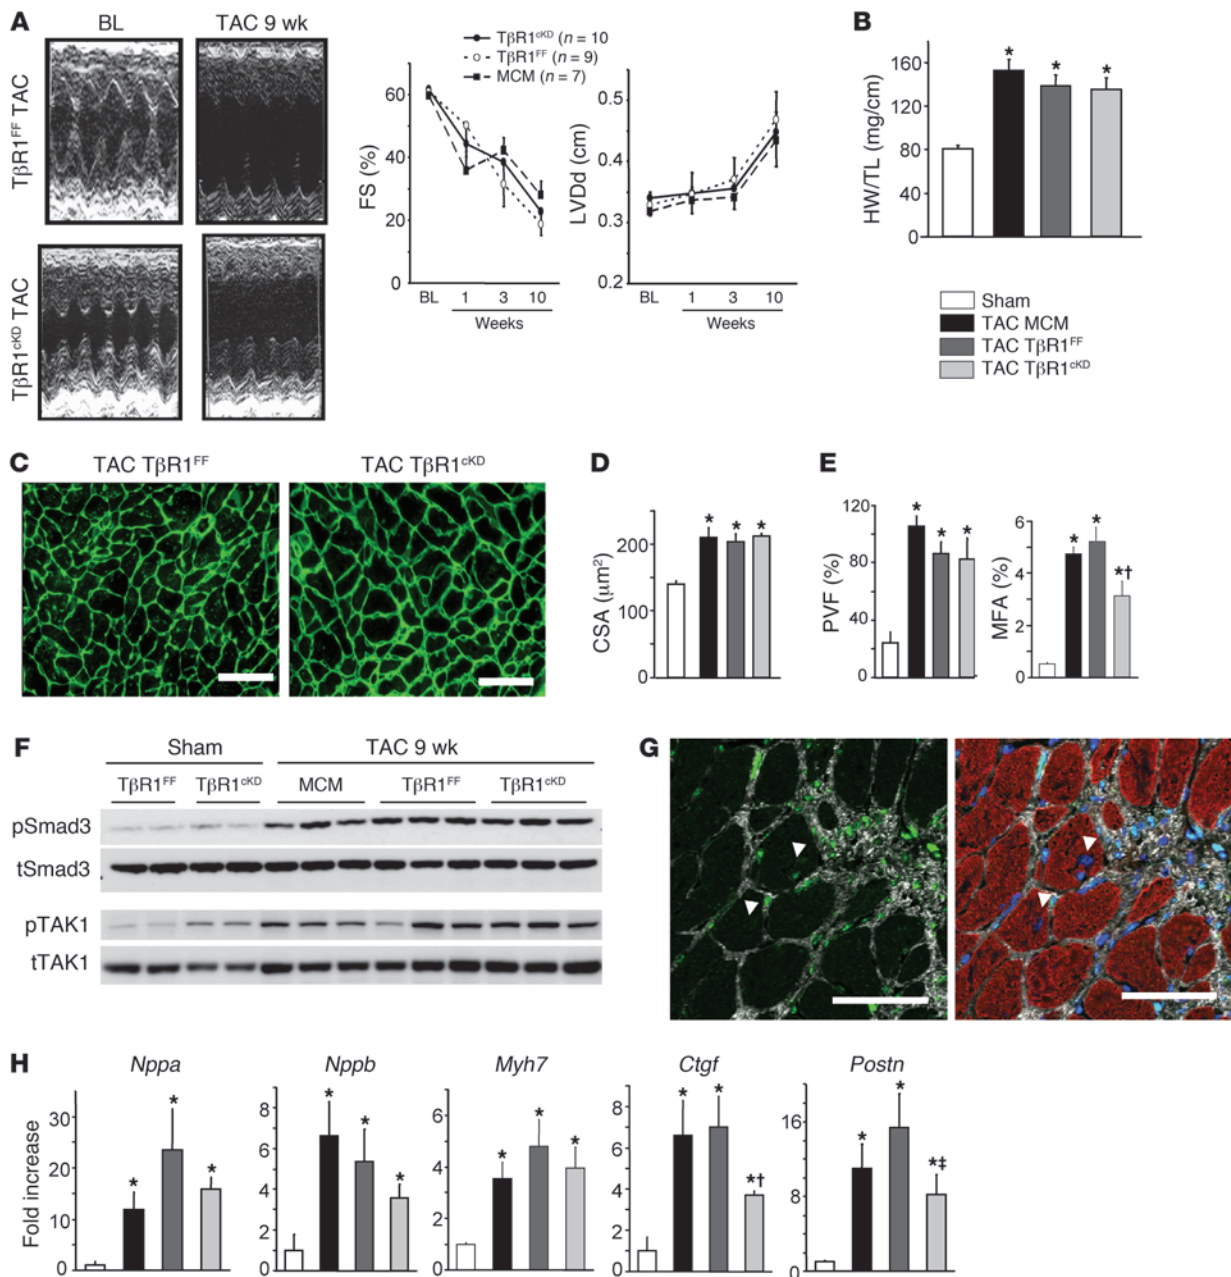 A
BL
TAC 9 wk
TβR1FF TAC
TβR1cKD TAC
TβR1cKD (n = 10
TβR1FF (n = 9)
MCM (n = 7)
FS (%)
80
60
40
20
0
BL
1
3
10
Weeks
LVDd (cm)
0.5
0.4
0.3
0.2
BL
1
3
10
Weeks
B
HW/TL (mg/cm)
160
120
80
40
0
Sham
TAC MCM
TAC TβR1FF
TAC TβR1cKD
* * *
C
TAC TβR1FF
TAC TβR1cKD
D
CSA (μm2)
200
100
0
* * *
E
PVF (%)
120
80
40
0
* * *
MFA (%)
6
4
2
0
* * *†
F
Sham
TAC 9 wk
TβR1FF
TβR1cKD
MCM
TβR1FF
TβR1cKD
pSmad3
tSmad3
pTAK1
tTAK1
G
H
Fold increase
Nppa
30
20
10
0
* * *
Nppb
8
6
4
2
0
* * *
Myh7
6
4
2
0
* * *
Ctgf
8
6
4
2
0
* * *†
Postn
16
8
0
* * *‡